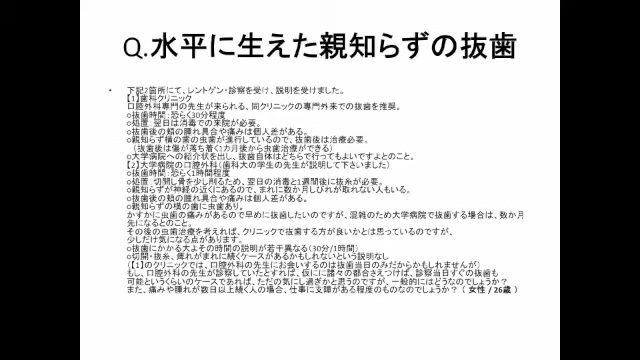 Q.水平に生えた親知らずの抜歯
• 下記2箇所にて、レントゲン・診察を受け、説明を受けました。
【1】歯科クリニック
口腔外科専門の先生が来られる、同クリニックの専門外来での抜歯を推奨。
○抜歯時間:恐らく30分程度
○処置:翌日は消毒での来院が必要。
○抜歯後の頬の腫れ具合や痛みは個人差がある。
○親知らず横の歯の虫歯が進行しているので、抜歯後は治療必要。
(抜歯後は傷が落ち着く1カ月後から虫歯治療ができる)
○大学病院への紹介状を出し、抜歯自体はどちらで行ってもよいですよとのこと。
【2】大学病院の口腔外科(歯科大の学生の先生が説明して下さいました)
○抜歯時間:恐らく1時間程度
○処置:切開し骨を少し削るため、翌日の消毒と1週間後に抜糸が必要。
○親知らずが神経の近くにあるので、まれに数か月しびれが取れない人もいる。
○抜歯後の頬の腫れ具合や痛みは個人差がある。
○親知らずの横の歯に虫歯あり。
かすかに虫歯の痛みがあるので早めに抜歯したいのですが、混雑のため大学病院で抜歯する場合は、数か月
先になるとのこと。
その後の虫歯治療を考えれば、クリニックで抜歯する方が良いかとは思っているのですが、
少しだけ気になる点があります。
○抜歯にかかる大よその時間の説明が若干異なる(30分/1時間)
○切開・抜糸、痺れがまれに続くケースがあるかもしれないという説明なし
(【1】のクリニックでは、口腔外科の先生にお会いするのは抜歯当日のみだからかもしれませんが)
もし、口腔外科の先生が診察していたとすれば、仮に諸々の都合さえつけば、診察当日すぐの抜歯も
可能というくらいのケースであれば、ただの気にし過ぎかと思うのですが、一般的にはどうなのでしょうか?
また、痛みや腫れが数日以上続く人の場合、仕事に支障がある程度のものなのでしょうか?( 女性 / 26歳 )